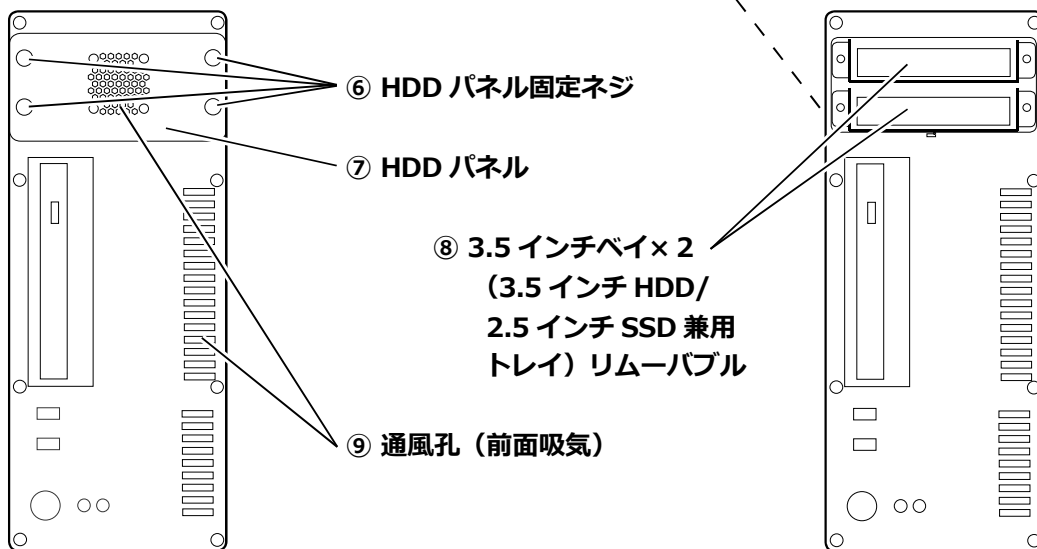 ⑥ HDD パネル固定ネジ
⑦ HDD パネル
⑧ 3.5 インチベイ× 2
（3.5 インチ HDD/
2.5 インチ SSD 兼用
トレイ）リムーバブル
⑨ 通風孔（前面吸気）